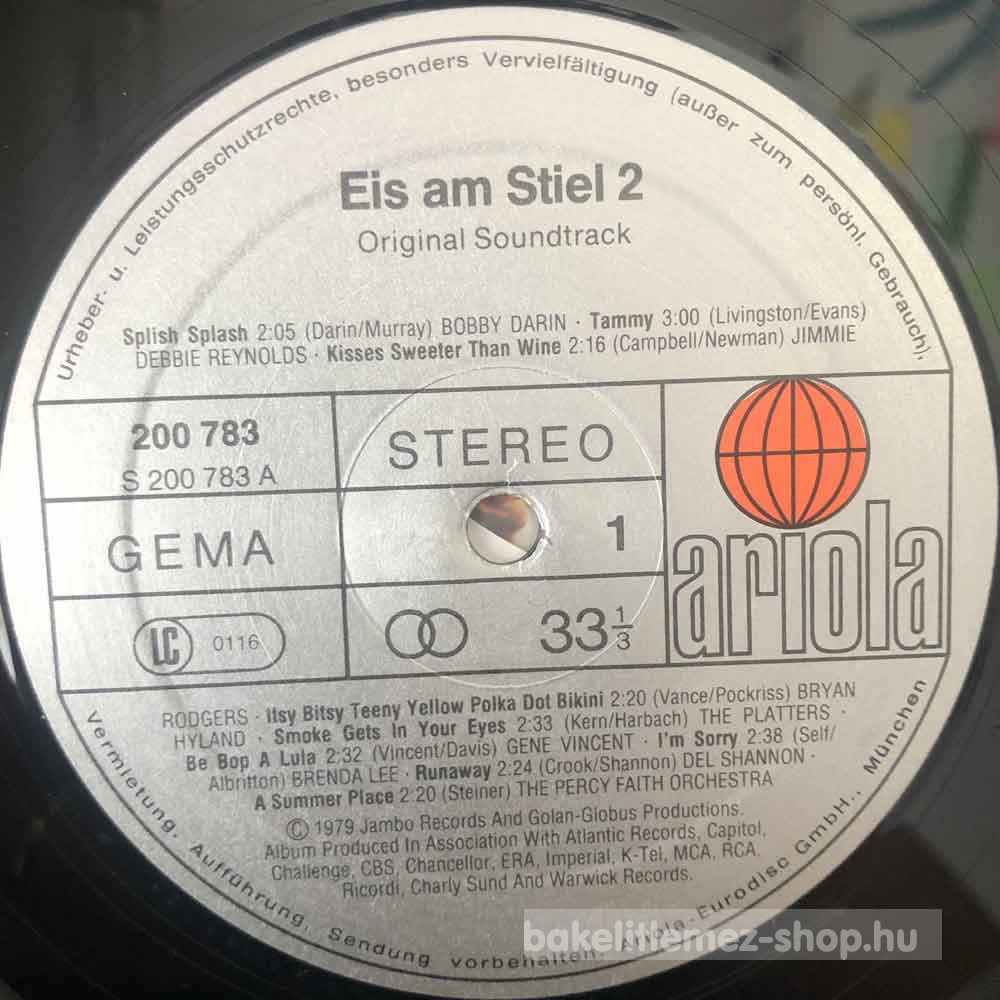 Urheber- u. Leistungsschutzrechte, besonders Vervielfältigung (außer zum persönl. Gebrauch),
Eis am Stiel 2
Original Soundtrack
Splish Splash 2:05 (Darin/Murray) BOBBY DARIN · Tammy 3:00 (Livingston/Evans)
DEBBIE REYNOLDS · Kisses Sweeter Than Wine 2:16 (Campbell/Newman) JIMMIE
200 783
S 200 783 A
STEREO
GEMA
1
ariola
LC 0116
33 1/3
RODGERS · Itsy Bitsy Teeny Yellow Polka Dot Bikini 2:20 (Vance/Pockriss) BRYAN
HYLAND · Smoke Gets In Your Eyes 2:33 (Kern/Harbach) THE PLATTERS ·
Be Bop A Lula 2:32 (Vincent/Davis) GENE VINCENT · I'm Sorry 2:38 (Self/
Albritton) BRENDA LEE · Runaway 2:24 (Crook/Shannon) DEL SHANNON ·
A Summer Place 2:20 (Steiner) THE PERCY FAITH ORCHESTRA
© 1979 Jambo Records And Golan-Globus Productions.
Album Produced In Association With Atlantic Records, Capitol,
Challenge, CBS, Chancellor, ERA, Imperial, K-Tel, MCA, RCA,
Ricordi, Charly Sund And Warwick Records.
Vermietung, Aufführung, Sendung vorbehalten. Ariola-Eurodisc GmbH., München
bakelitlemez-shop.hu